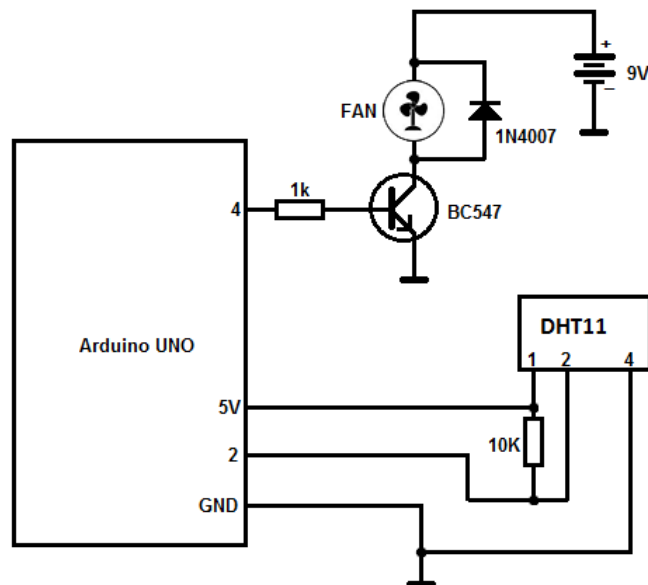 +
9V
−
FAN
1N4007
1k
4
BC547
DHT11
1 2 4
Arduino UNO
5V
10K
2
GND